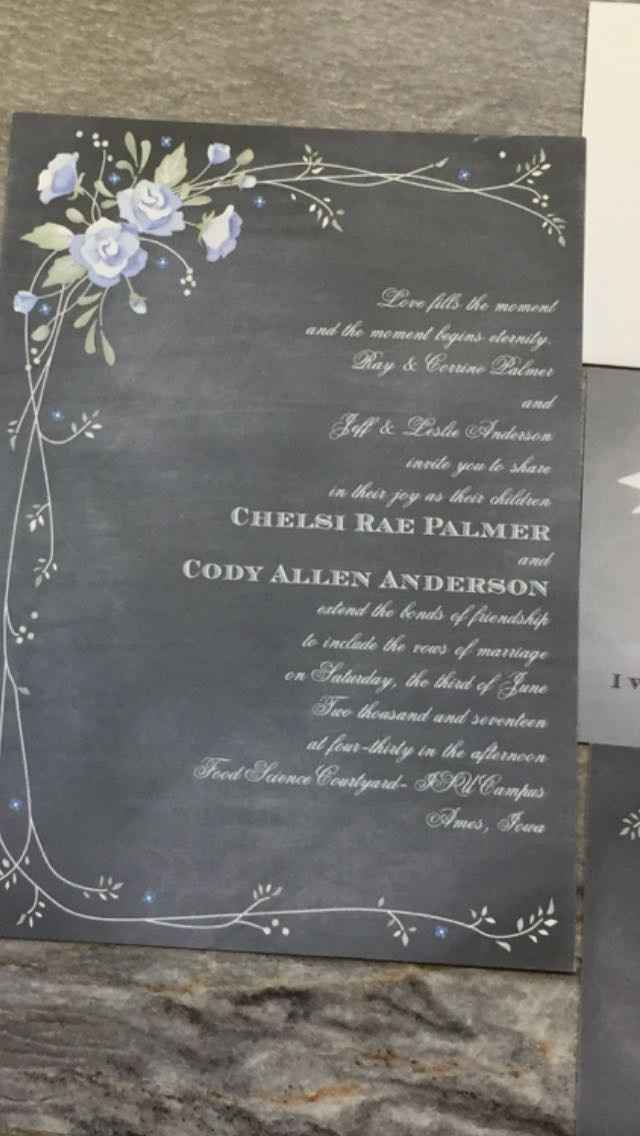 Love fills the moment
and the moment begins eternity.
Ray & Corrine Palmer
and
Jeff & Leslie Anderson
invite you to share
in their joy as their children
CHELSI RAE PALMER
and
CODY ALLEN ANDERSON
extend the bonds of friendship
to include the vows of marriage
on Saturday, the third of June
Two thousand and seventeen
at four-thirty in the afternoon
Food Science Courtyard- ISU Campus
Ames, Iowa
I